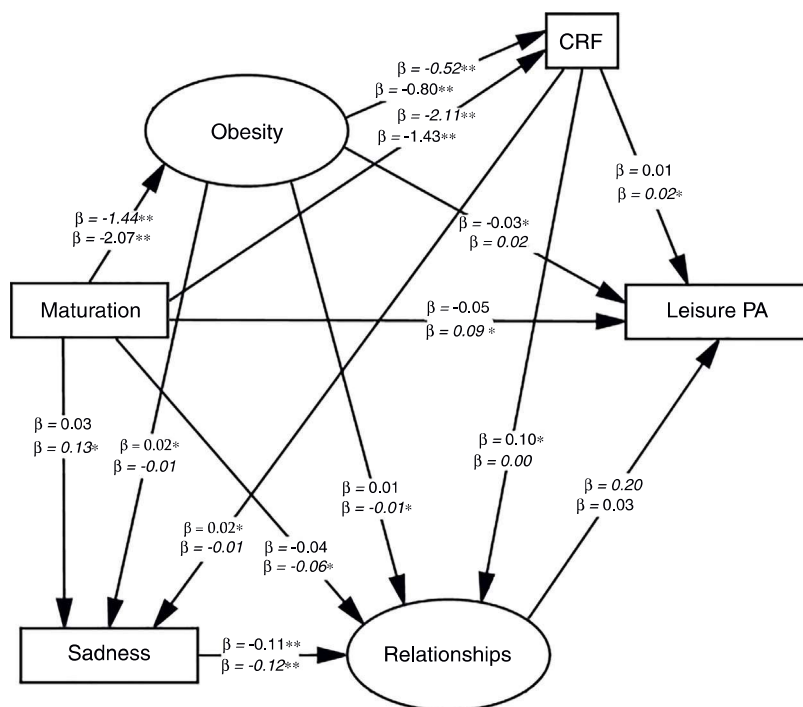 CRF
β = -0.52**
β = -0.80**
β = -2.11**
β = -1.43**
Obesity
β = 0.01
β = 0.02*
β = -1.44**
β = -2.07**
β = -0.03*
β = 0.02
Maturation
β = -0.05
β = 0.09 *
Leisure PA
β = 0.03
β = 0.13*
β = 0.02*
β = -0.01
β = 0.10*
β = 0.00
β = 0.01
β = -0.01*
β = 0.20
β = 0.03
β = 0.02*
β = -0.01
β = -0.04
β = -0.06*
Sadness
β = -0.11**
β = -0.12**
Relationships